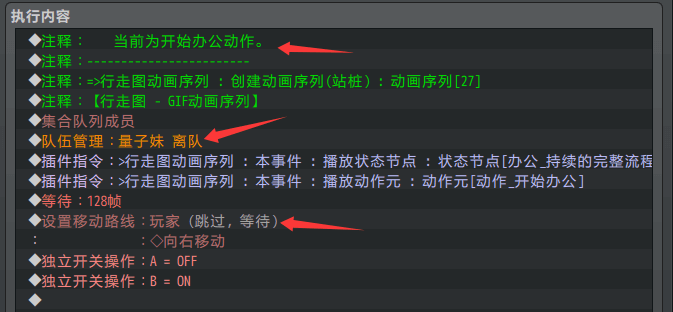 执行内容
◆注释：　　当前为开始办公动作。
◆注释：-----------------------
◆注释：=>行走图动画序列 : 创建动画序列(站桩) : 动画序列[27]
◆注释：【行走图 - GIF动画序列】
◆集合队列成员
◆队伍管理：量子妹 离队
◆插件指令：>行走图动画序列 : 本事件 : 播放状态节点 : 状态节点[办公_持续的完整流程
◆插件指令：>行走图动画序列 : 本事件 : 播放动作元 : 动作元[动作_开始办公]
◆等待：128帧
◆设置移动路线：玩家 (跳过, 等待)
：　　　　　　：◇向右移动
◆独立开关操作：A = OFF
◆独立开关操作：B = ON
◆